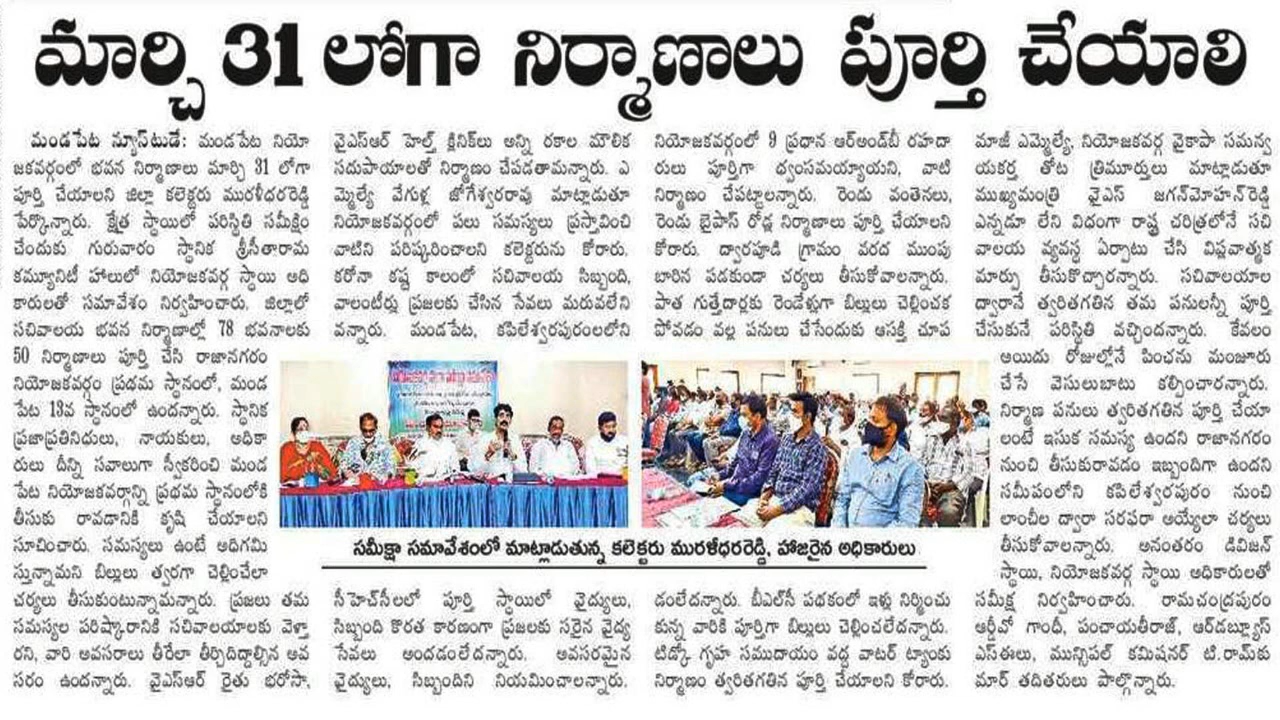 మార్చి 31 లోగా నిర్మాణాలు పూర్తి చేయాలి
మండపేట న్యూస్‌టుడే: మండపేట నియో
జకవర్గంలో భవన నిర్మాణాలు మార్చి 31 లోగా
పూర్తి చేయాలని జిల్లా కలెక్టరు మురళీధరరెడ్డి
పేర్కొన్నారు. క్షేత్ర స్థాయిలో పరిస్థితి సమీక్షిం
చేందుకు గురువారం స్థానిక శ్రీసీతారామ
కమ్యూనిటీ హాలులో నియోజకవర్గ స్థాయి అధి
కారులతో సమావేశం నిర్వహించారు. జిల్లాలో
సచివాలయ భవన నిర్మాణాల్లో 78 భవనాలకు
50 నిర్మాణాలు పూర్తి చేసి రాజానగరం
నియోజకవర్గం ప్రథమ స్థానంలో, మండ
పేట 13వ స్థానంలో ఉందన్నారు. స్థానిక
ప్రజాప్రతినిధులు, నాయకులు, అధికా
రులు దీన్ని సవాలుగా స్వీకరించి మండ
పేట నియోజకవర్గాన్ని ప్రథమ స్థానంలోకి
తీసుకు రావడానికి కృషి చేయాలని
సూచించారు. సమస్యలు ఉంటే అధిగమి
స్తున్నామని బిల్లులు త్వరగా చెల్లించేలా
చర్యలు తీసుకుంటున్నామన్నారు. ప్రజలు తమ
సమస్యల పరిష్కారానికి సచివాలయాలకు వెళ్తా
రని, వారి అవసరాలు తీరేలా తీర్చిదిద్దాల్సిన అవ
సరం ఉందన్నారు. వైఎస్ఆర్ రైతు భరోసా,
వైఎస్ఆర్ హెల్త్ క్లినిక్‌లు అన్ని రకాల మౌలిక
సదుపాయాలతో నిర్మాణం చేపడతామన్నారు. ఎ
మ్మెల్యే వేగుళ్ల జోగేశ్వరరావు మాట్లాడుతూ
నియోజకవర్గంలో పలు సమస్యలు ప్రస్తావించి
వాటిని పరిష్కరించాలని కలెక్టరును కోరారు.
కరోనా కష్ట కాలంలో సచివాలయ సిబ్బంది,
వాలంటీర్లు ప్రజలకు చేసిన సేవలు మరువలేని
వన్నారు. మండపేట, కపిలేశ్వరపురంలలోని
సమీక్షా సమావేశంలో మాట్లాడుతున్న కలెక్టరు మురళీధరరెడ్డి, హాజరైన అధికారులు
సీహెచ్‌సీలలో పూర్తి స్థాయిలో వైద్యులు,
సిబ్బంది కొరత కారణంగా ప్రజలకు సరైన వైద్య
సేవలు అందడంలేదన్నారు. అవసరమైన
వైద్యులు, సిబ్బందిని నియమించాలన్నారు.
నియోజకవర్గంలో 9 ప్రధాన ఆర్అండ్‌బీ రహదా
రులు పూర్తిగా ధ్వంసమయ్యాయని, వాటి
నిర్మాణం చేపట్టాలన్నారు. రెండు వంతెనలు,
రెండు బైపాస్ రోడ్ల నిర్మాణాలు పూర్తి చేయాలని
కోరారు. ద్వారపూడి గ్రామం వరద ముంపు
బారిన పడకుండా చర్యలు తీసుకోవాలన్నారు.
పాత గుత్తేదార్లకు రెండేళ్లుగా బిల్లులు చెల్లించక
పోవడం వల్ల పనులు చేసేందుకు ఆసక్తి చూప
డంలేదన్నారు. బీఎల్‌సీ పథకంలో ఇళ్లు నిర్మించు
కున్న వారికి పూర్తిగా బిల్లులు చెల్లించలేదన్నారు.
టిడ్కో గృహ సముదాయం వద్ద వాటర్ ట్యాంకు
నిర్మాణం త్వరితగతిన పూర్తి చేయాలని కోరారు.
మాజీ ఎమ్మెల్యే, నియోజకవర్గ వైకాపా సమన్వ
యకర్త తోట త్రిమూర్తులు మాట్లాడుతూ
ముఖ్యమంత్రి వైఎస్ జగన్‌మోహన్‌రెడ్డి
ఎన్నడూ లేని విధంగా రాష్ట్ర చరిత్రలోనే సచి
వాలయ వ్యవస్థ ఏర్పాటు చేసి విప్లవాత్మక
మార్పు తీసుకొచ్చారన్నారు. సచివాలయాల
ద్వారానే త్వరితగతిన తమ పనులన్నీ పూర్తి
చేసుకునే పరిస్థితి వచ్చిందన్నారు. కేవలం
అయిదు రోజుల్లోనే పింఛను మంజూరు
చేసే వెసులుబాటు కల్పించారన్నారు.
నిర్మాణ పనులు త్వరితగతిన పూర్తి చేయా
లంటే ఇసుక సమస్య ఉందని రాజానగరం
నుంచి తీసుకురావడం ఇబ్బందిగా ఉందని
సమీపంలోని కపిలేశ్వరపురం నుంచి
లాంచీల ద్వారా సరఫరా అయ్యేలా చర్యలు
తీసుకోవాలన్నారు. అనంతరం డివిజన్
స్థాయి, నియోజకవర్గ స్థాయి అధికారులతో
సమీక్ష నిర్వహించారు. రామచంద్రపురం
ఆర్డీవో గాంధీ, పంచాయతీరాజ్, ఆర్‌డబ్ల్యూఎస్
ఎస్ఈలు, మున్సిపల్ కమిషనర్ టి.రామ్‌కు
మార్ తదితరులు పాల్గొన్నారు.